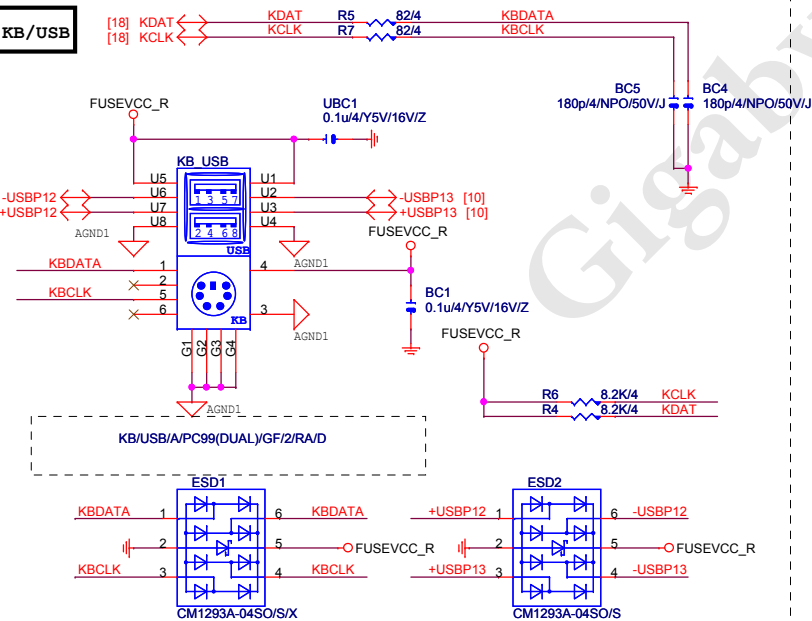 KB/USB
[18] KDAT KDAT R5 82/4 KBDATA
[18] KCLK KCLK R7 82/4 KBCLK
BC5 BC4
180p/4/NPO/50V/J 180p/4/NPO/50V/J
FUSEVCC_R
UBC1
0.1u/4/Y5V/16V/Z
KB_USB
U5 U1
-USBP12 U6 1 3 5 7 U2 -USBP13 [10]
+USBP12 U7 U3 +USBP13 [10]
U8 2 4 6 8 U4
AGND1 USB FUSEVCC_R
KBDATA 1 4 AGND1
2
KBCLK 5
6 KB 3
BC1
0.1u/4/Y5V/16V/Z
AGND1
G1 G2 G3 G4
AGND1
FUSEVCC_R
R6 8.2K/4 KCLK
R4 8.2K/4 KDAT
KB/USB/A/PC99(DUAL)/GF/2/RA/D
ESD1 ESD2
KBDATA 1 6 KBDATA +USBP12 1 6 -USBP12
2 5 FUSEVCC_R 2 5 FUSEVCC_R
KBCLK 3 4 KBCLK +USBP13 3 4 -USBP13
CM1293A-04SO/S/X CM1293A-04SO/S
Gigaby